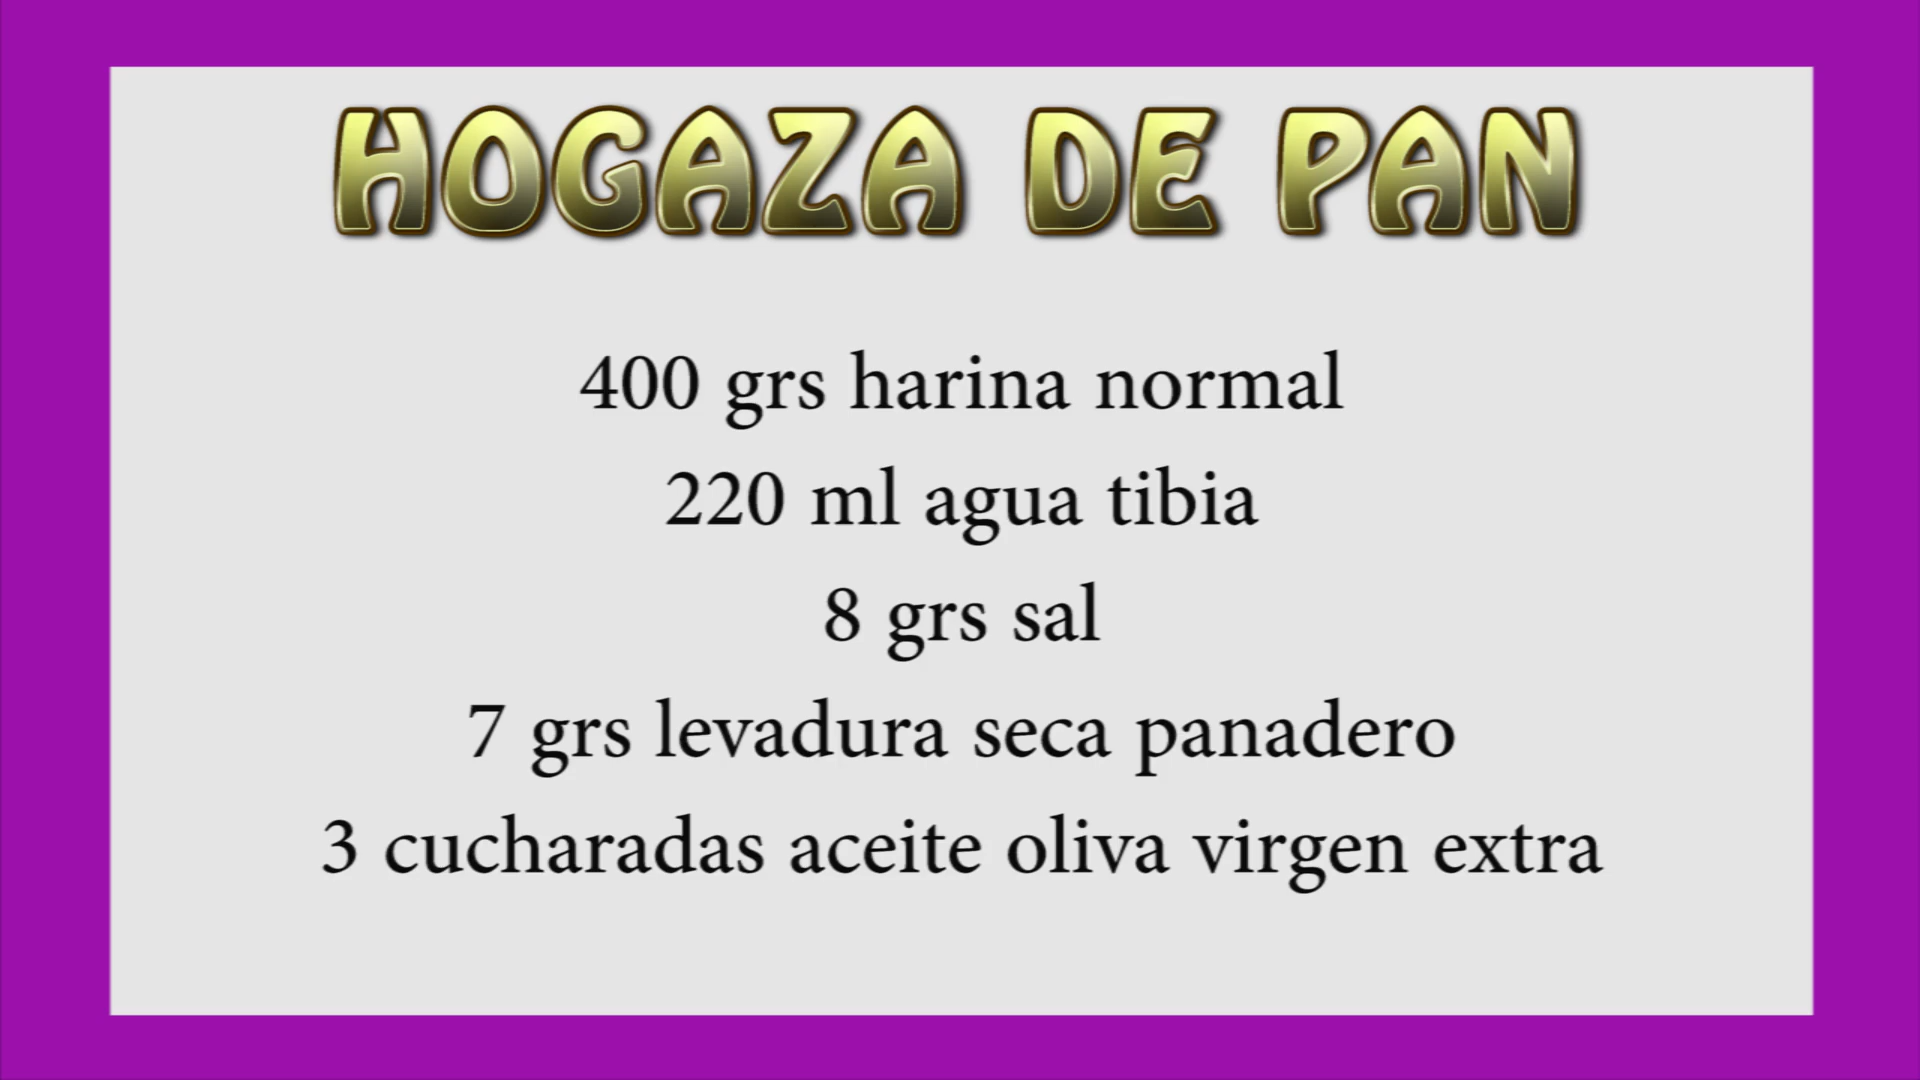 HOGAZA DE PAN
400 grs harina normal
220 ml agua tibia
8 grs sal
7 grs levadura seca panadero
3 cucharadas aceite oliva virgen extra